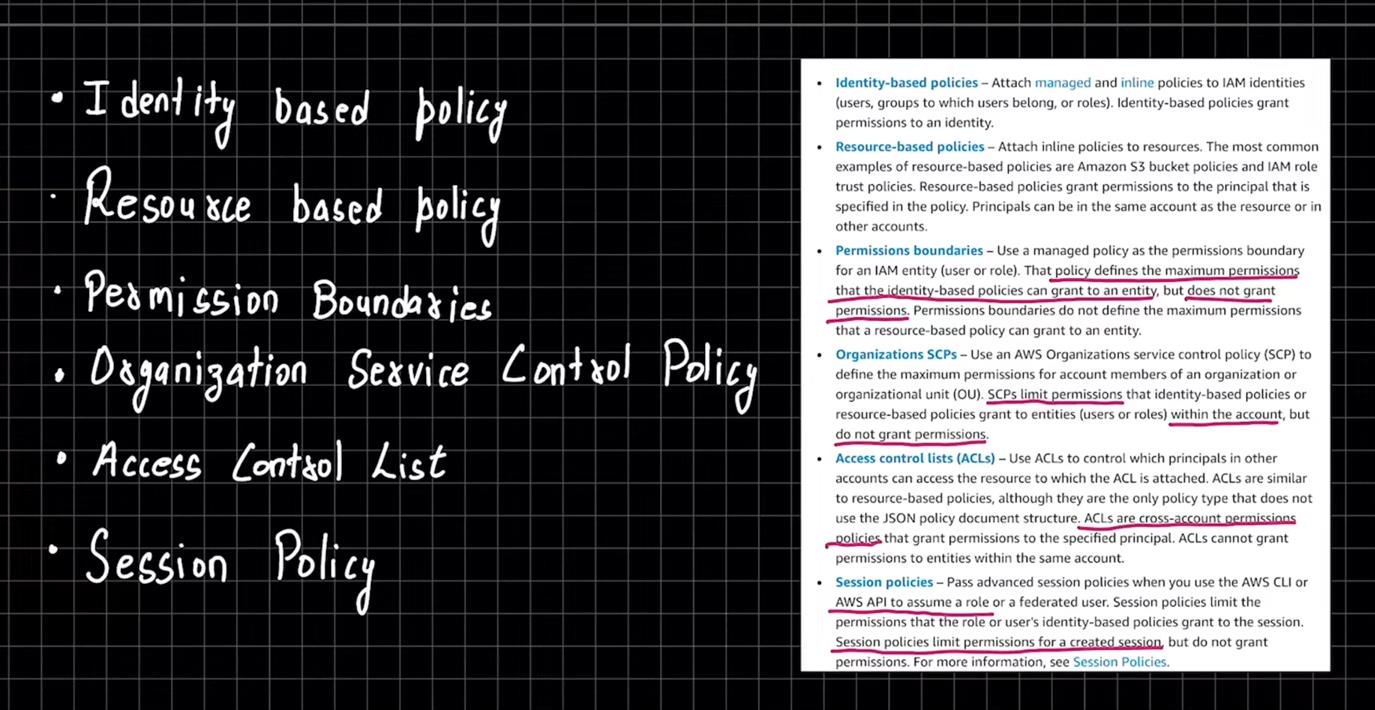 • Identity based policy
• Resource based policy
• Permission Boundaries
• Organization Service Control Policy
• Access Control List
• Session Policy
• Identity-based policies – Attach managed and inline policies to IAM identities
(users, groups to which users belong, or roles). Identity-based policies grant
permissions to an identity.
• Resource-based policies – Attach inline policies to resources. The most common
examples of resource-based policies are Amazon S3 bucket policies and IAM role
trust policies. Resource-based policies grant permissions to the principal that is
specified in the policy. Principals can be in the same account as the resource or in
other accounts.
• Permissions boundaries – Use a managed policy as the permissions boundary
for an IAM entity (user or role). That policy defines the maximum permissions
that the identity-based policies can grant to an entity, but does not grant
permissions. Permissions boundaries do not define the maximum permissions
that a resource-based policy can grant to an entity.
• Organizations SCPs – Use an AWS Organizations service control policy (SCP) to
define the maximum permissions for account members of an organization or
organizational unit (OU). SCPs limit permissions that identity-based policies or
resource-based policies grant to entities (users or roles) within the account, but
do not grant permissions.
• Access control lists (ACLs) – Use ACLs to control which principals in other
accounts can access the resource to which the ACL is attached. ACLs are similar
to resource-based policies, although they are the only policy type that does not
use the JSON policy document structure. ACLs are cross-account permissions
policies that grant permissions to the specified principal. ACLs cannot grant
permissions to entities within the same account.
• Session policies – Pass advanced session policies when you use the AWS CLI or
AWS API to assume a role or a federated user. Session policies limit the
permissions that the role or user's identity-based policies grant to the session.
Session policies limit permissions for a created session, but do not grant
permissions. For more information, see Session Policies.